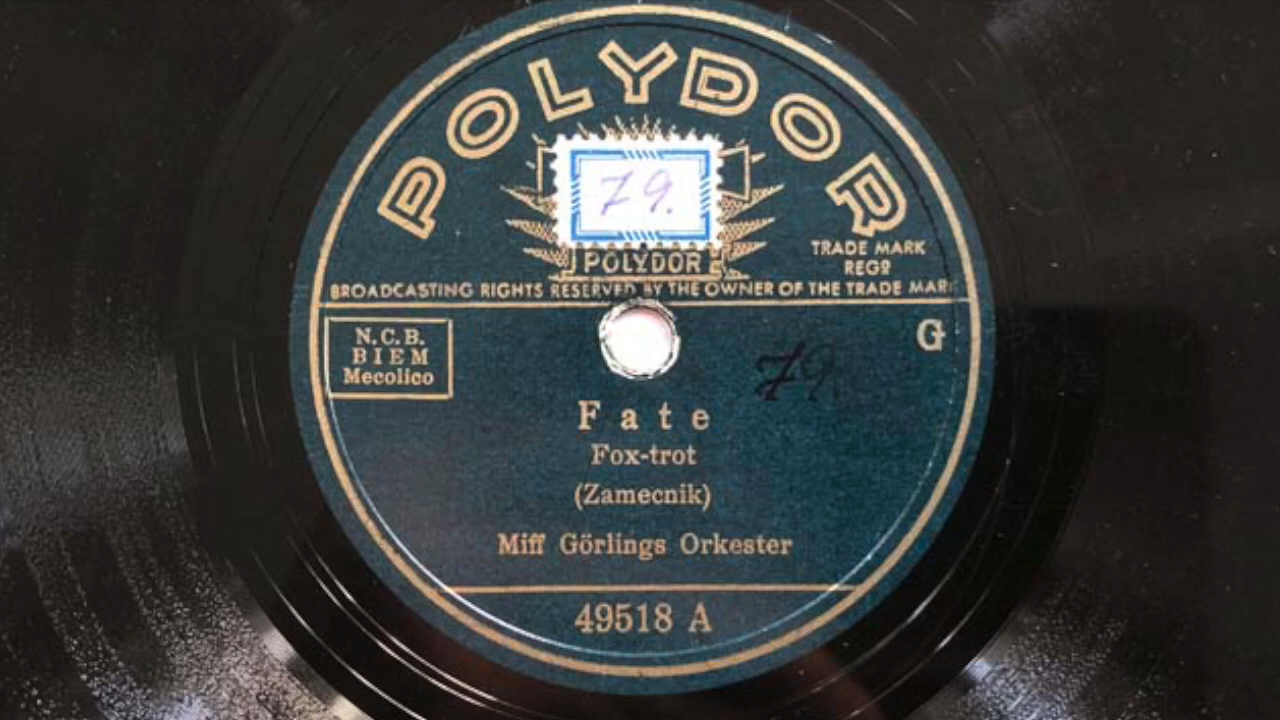 POLYDOR
79.
POLYDOR
TRADE MARK
REGD
BROADCASTING RIGHTS RESERVED BY THE OWNER OF THE TRADE MARK
N.C.B.
BIEM
Mecolico
G
79
Fate
Fox-trot
(Zamecnik)
Miff Görlings Orkester
49518 A